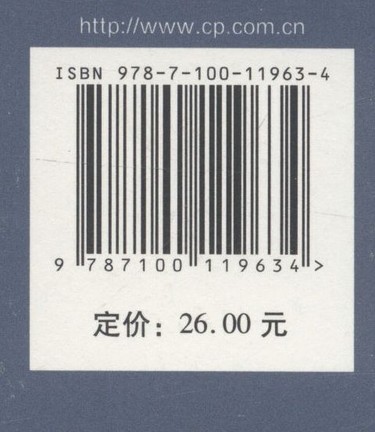 http://www.cp.com.cn
ISBN 978-7-100-11963-4
9 787100 119634 >
定价：26.00 元